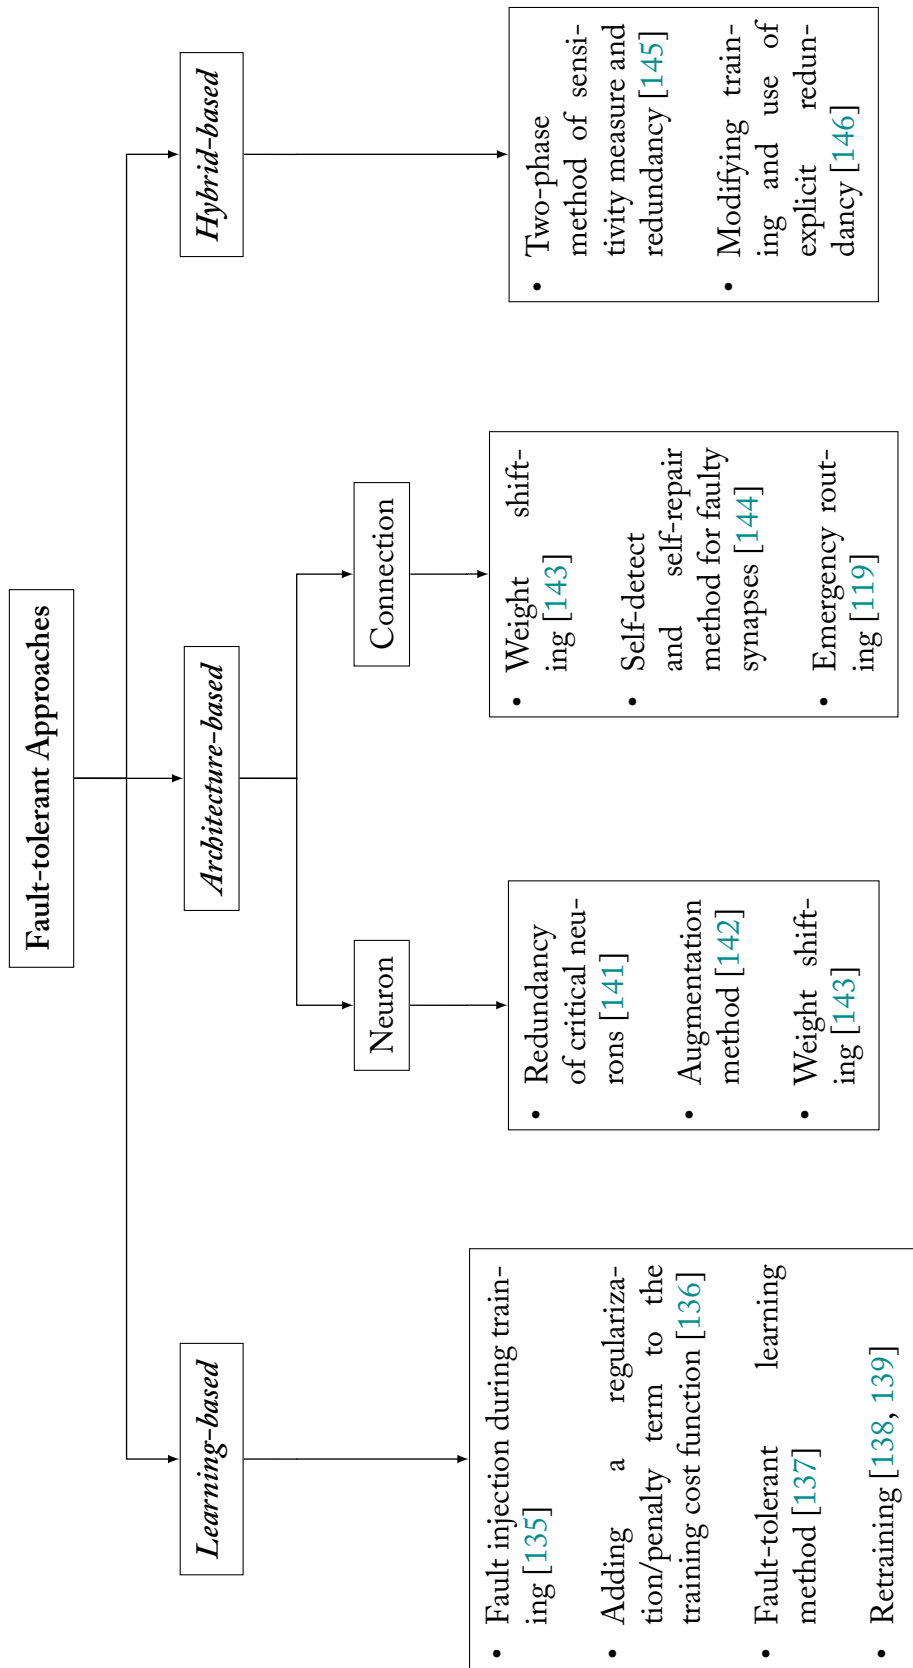 Fault-tolerant Approaches
Learning-based
Architecture-based
Hybrid-based
Neuron
Connection
• Fault injection during train-
ing [135]
• Adding a regulariza-
tion/penalty term to the
training cost function [136]
• Fault-tolerant learning
method [137]
• Retraining [138, 139]
• Redundancy
of critical neu-
rons [141]
• Augmentation
method [142]
• Weight shift-
ing [143]
• Weight shift-
ing [143]
• Self-detect
and self-repair
method for faulty
synapses [144]
• Emergency rout-
ing [119]
• Two-phase
method of sensi-
tivity measure and
redundancy [145]
• Modifying train-
ing and use of
explicit redun-
dancy [146]